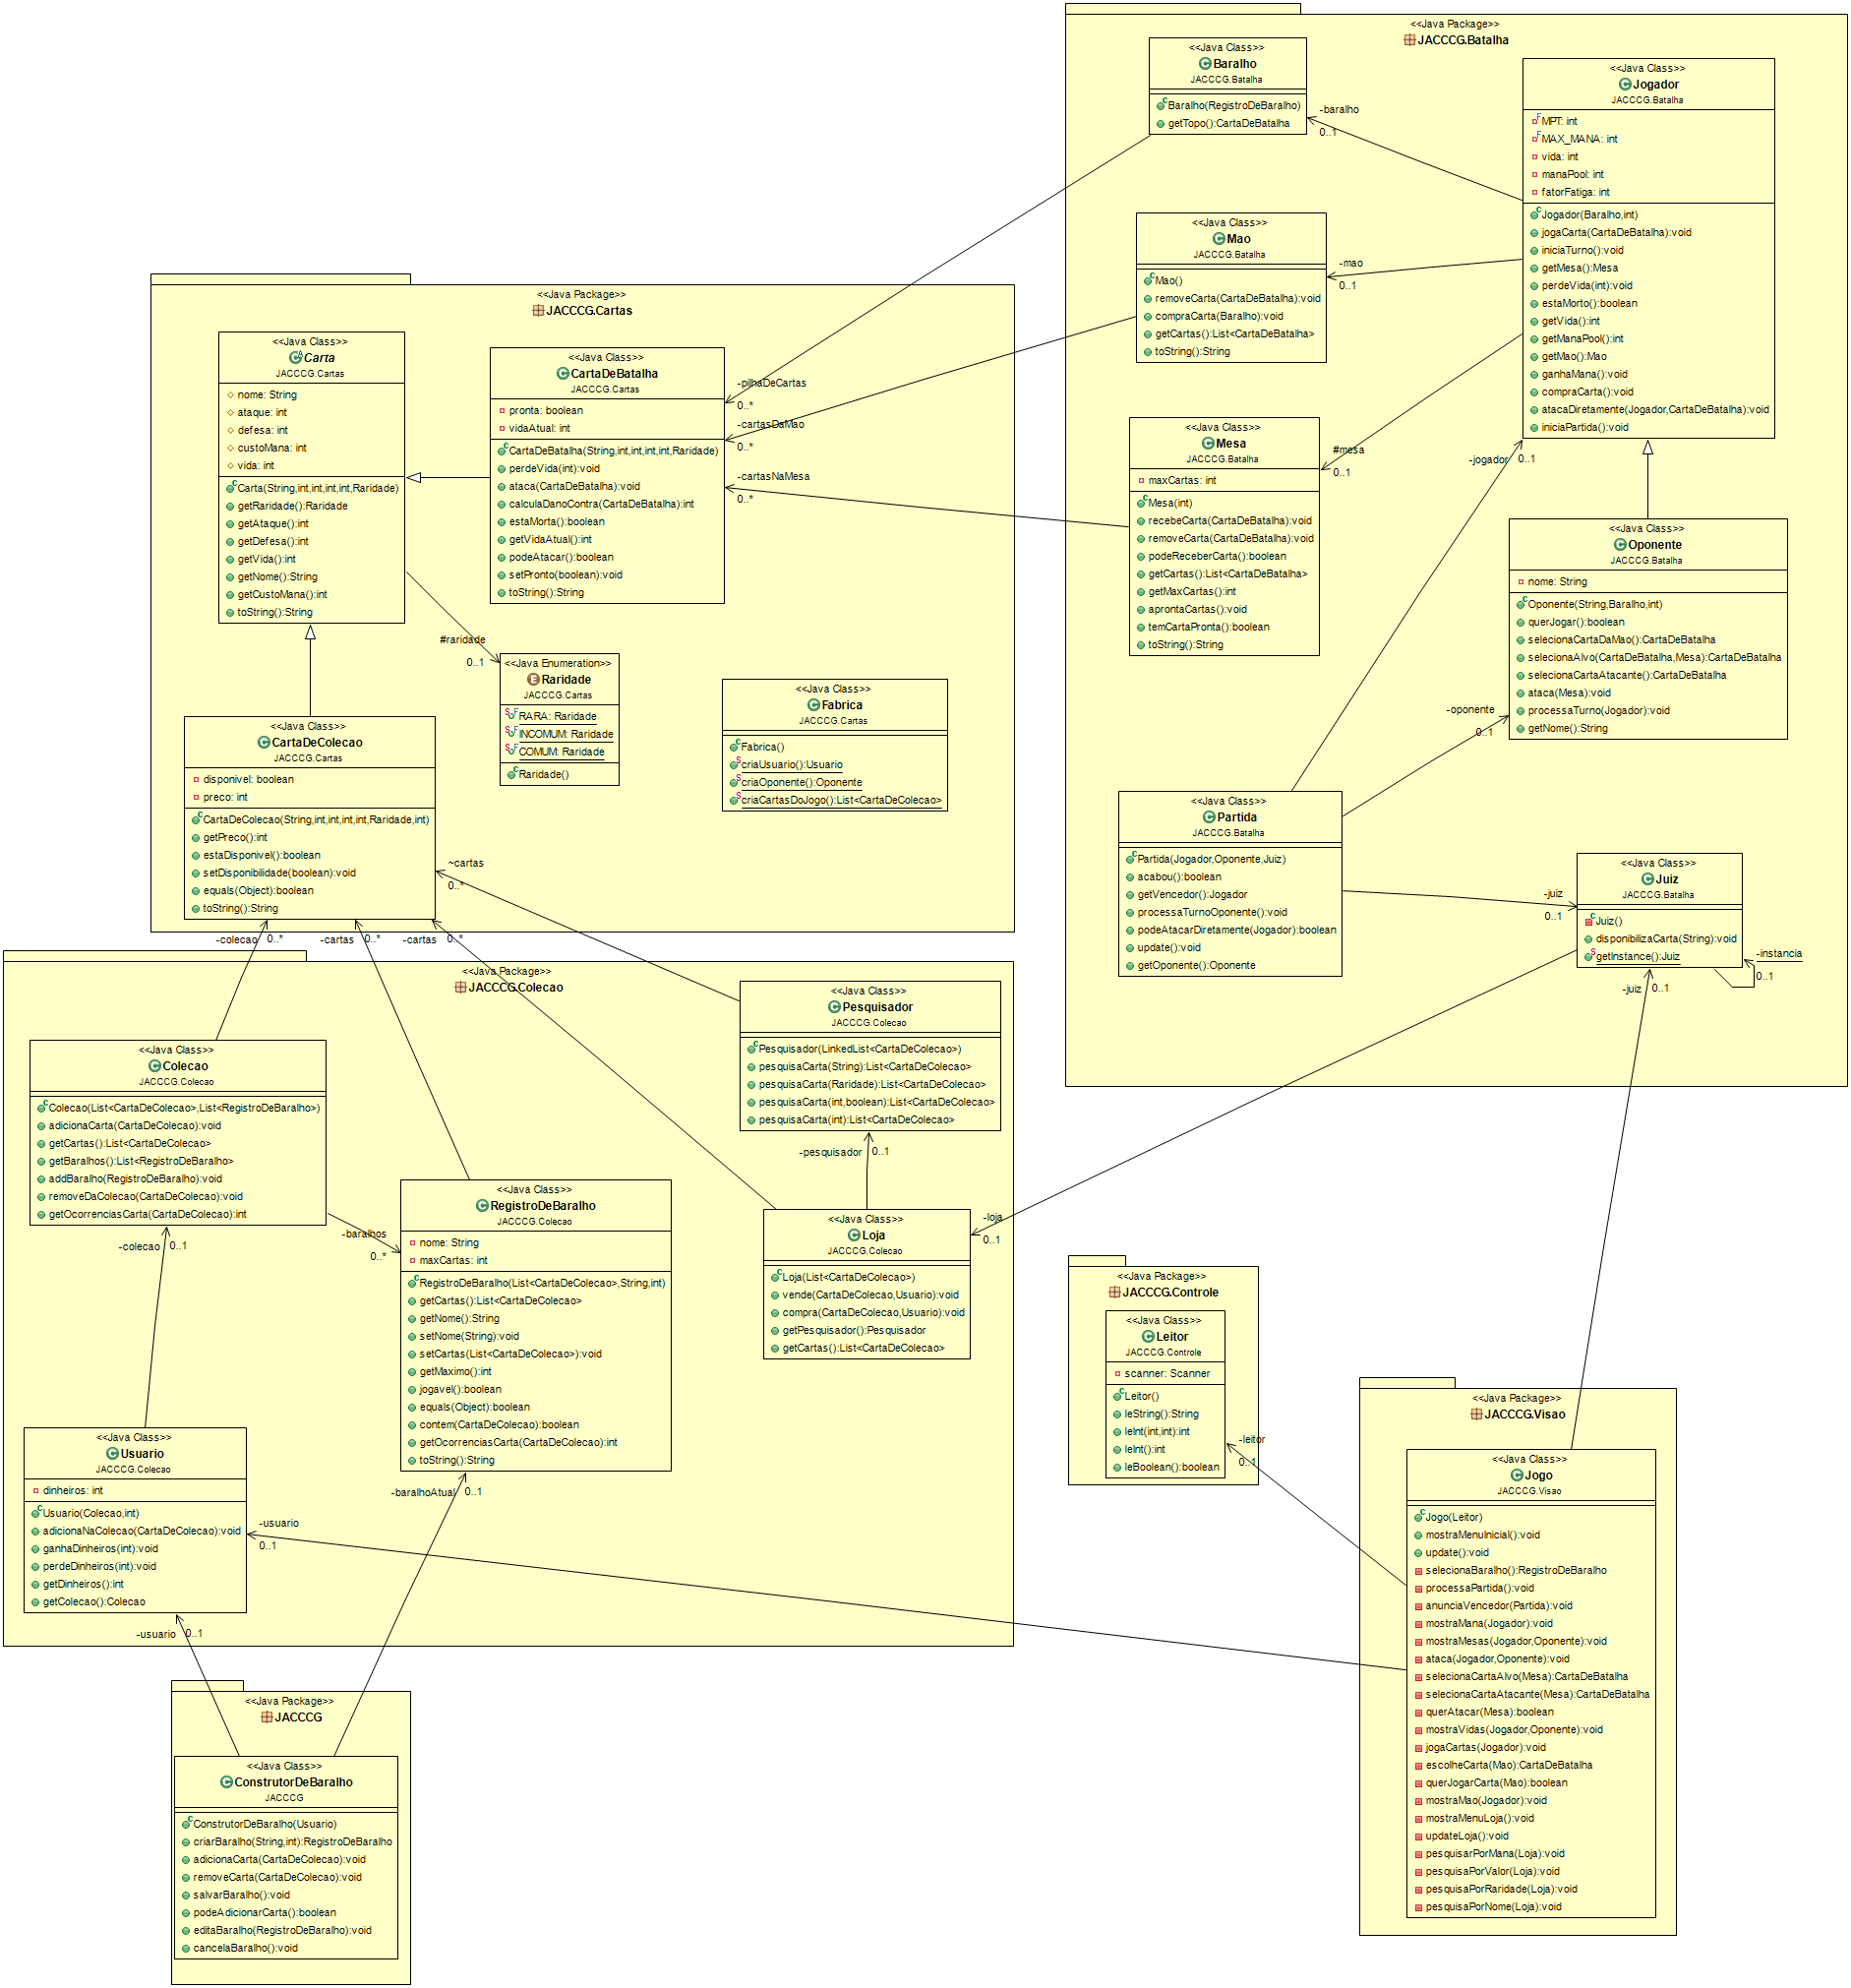 <<Java Package>>
JACCCG.Batalha
<<Java Class>>
Baralho
JACCCG.Batalha
Baralho(RegistroDeBaralho)
getTopo():CartaDeBatalha
<<Java Class>>
Jogador
JACCCG.Batalha
MPT: int
MAX_MANA: int
vida: int
manaPool: int
fatorFatiga: int
Jogador(Baralho,int)
jogaCarta(CartaDeBatalha):void
iniciaTurno():void
getMesa():Mesa
perdeVida(int):void
estaMorto():boolean
getVida():int
getManaPool():int
getMao():Mao
ganhaMana():void
compraCarta():void
atacaDiretamente(Jogador,CartaDeBatalha):void
iniciaPartida():void
-baralho
0..1
<<Java Class>>
Mao
JACCCG.Batalha
Mao()
removeCarta(CartaDeBatalha):void
compraCarta(Baralho):void
getCartas():List<CartaDeBatalha>
toString():String
-mao
0..1
<<Java Class>>
Mesa
JACCCG.Batalha
maxCartas: int
Mesa(int)
recebeCarta(CartaDeBatalha):void
removeCarta(CartaDeBatalha):void
podeReceberCarta():boolean
getCartas():List<CartaDeBatalha>
getMaxCartas():int
aprontaCartas():void
temCartaPronta():boolean
toString():String
#mesa
0..1
-jogador
0..1
<<Java Class>>
Oponente
JACCCG.Batalha
nome: String
Oponente(String,Baralho,int)
querJogar():boolean
selecionaCartaDaMao():CartaDeBatalha
selecionaAlvo(CartaDeBatalha,Mesa):CartaDeBatalha
selecionaCartaAtacante():CartaDeBatalha
ataca(Mesa):void
processaTurno(Jogador):void
getNome():String
-oponente
0..1
<<Java Class>>
Partida
JACCCG.Batalha
Partida(Jogador,Oponente,Juiz)
acabou():boolean
getVencedor():Jogador
processaTurnoOponente():void
podeAtacarDiretamente(Jogador):boolean
update():void
getOponente():Oponente
-juiz
0..1
<<Java Class>>
Juiz
JACCCG.Batalha
Juiz()
disponibilizaCarta(String):void
getInstance():Juiz
-instancia
0..1
-juiz
0..1
<<Java Package>>
JACCCG.Cartas
<<Java Class>>
Carta
JACCCG.Cartas
nome: String
ataque: int
defesa: int
custoMana: int
vida: int
Carta(String,int,int,int,int,Raridade)
getRaridade():Raridade
getAtaque():int
getDefesa():int
getVida():int
getNome():String
getCustoMana():int
toString():String
<<Java Class>>
CartaDeBatalha
JACCCG.Cartas
pronta: boolean
vidaAtual: int
CartaDeBatalha(String,int,int,int,int,Raridade)
perdeVida(int):void
ataca(CartaDeBatalha):void
calculaDanoContra(CartaDeBatalha):int
estaMorta():boolean
getVidaAtual():int
podeAtacar():boolean
setPronto(boolean):void
toString():String
-pilhaDeCartas
0..*
-cartasDaMao
0..*
-cartasNaMesa
0..*
#raridade
0..1
<<Java Enumeration>>
Raridade
JACCCG.Cartas
RARA: Raridade
INCOMUM: Raridade
COMUM: Raridade
Raridade()
<<Java Class>>
Fabrica
JACCCG.Cartas
Fabrica()
criaUsuario():Usuario
criaOponente():Oponente
criaCartasDoJogo():List<CartaDeColecao>
<<Java Class>>
CartaDeColecao
JACCCG.Cartas
disponivel: boolean
preco: int
CartaDeColecao(String,int,int,int,int,Raridade,int)
getPreco():int
estaDisponivel():boolean
setDisponibilidade(boolean):void
equals(Object):boolean
toString():String
~cartas
0..*
-colecao
0..*
-cartas
0..*
-cartas
0..*
<<Java Package>>
JACCCG.Colecao
<<Java Class>>
Pesquisador
JACCCG.Colecao
Pesquisador(LinkedList<CartaDeColecao>)
pesquisaCarta(String):List<CartaDeColecao>
pesquisaCarta(Raridade):List<CartaDeColecao>
pesquisaCarta(int,boolean):List<CartaDeColecao>
pesquisaCarta(int):List<CartaDeColecao>
-pesquisador
0..1
<<Java Class>>
Colecao
JACCCG.Colecao
Colecao(List<CartaDeColecao>,List<RegistroDeBaralho>)
adicionaCarta(CartaDeColecao):void
getCartas():List<CartaDeColecao>
getBaralhos():List<RegistroDeBaralho>
addBaralho(RegistroDeBaralho):void
removeDaColecao(CartaDeColecao):void
getOcorrenciasCarta(CartaDeColecao):int
-colecao
0..1
-baralhos
0..*
<<Java Class>>
RegistroDeBaralho
JACCCG.Colecao
nome: String
maxCartas: int
RegistroDeBaralho(List<CartaDeColecao>,String,int)
getCartas():List<CartaDeColecao>
getNome():String
setNome(String):void
setCartas(List<CartaDeColecao>):void
getMaximo():int
jogavel():boolean
equals(Object):boolean
contem(CartaDeColecao):boolean
getOcorrenciasCarta(CartaDeColecao):int
toString():String
<<Java Class>>
Loja
JACCCG.Colecao
Loja(List<CartaDeColecao>)
vende(CartaDeColecao,Usuario):void
compra(CartaDeColecao,Usuario):void
getPesquisador():Pesquisador
getCartas():List<CartaDeColecao>
-loja
0..1
<<Java Class>>
Usuario
JACCCG.Colecao
dinheiros: int
Usuario(Colecao,int)
adicionaNaColecao(CartaDeColecao):void
ganhaDinheiros(int):void
perdeDinheiros(int):void
getDinheiros():int
getColecao():Colecao
-baralhoAtual
0..1
-usuario
0..1
-usuario
0..1
<<Java Package>>
JACCCG.Controle
<<Java Class>>
Leitor
JACCCG.Controle
scanner: Scanner
Leitor()
leString():String
leInt(int,int):int
leInt():int
leBoolean():boolean
-leitor
0..1
<<Java Package>>
JACCCG.Visao
<<Java Class>>
Jogo
JACCCG.Visao
Jogo(Leitor)
mostraMenuInicial():void
update():void
selecionaBaralho():RegistroDeBaralho
processaPartida():void
anunciaVencedor(Partida):void
mostraMana(Jogador):void
mostraMesas(Jogador,Oponente):void
ataca(Jogador,Oponente):void
selecionaCartaAlvo(Mesa):CartaDeBatalha
selecionaCartaAtacante(Mesa):CartaDeBatalha
querAtacar(Mesa):boolean
mostraVidas(Jogador,Oponente):void
jogaCartas(Jogador):void
escolheCarta(Mao):CartaDeBatalha
querJogarCarta(Mao):boolean
mostraMao(Jogador):void
mostraMenuLoja():void
updateLoja():void
pesquisarPorMana(Loja):void
pesquisaPorValor(Loja):void
pesquisaPorRaridade(Loja):void
pesquisaPorNome(Loja):void
<<Java Package>>
JACCCG
<<Java Class>>
ConstrutorDeBaralho
JACCCG
ConstrutorDeBaralho(Usuario)
criarBaralho(String,int):RegistroDeBaralho
adicionaCarta(CartaDeColecao):void
removeCarta(CartaDeColecao):void
salvarBaralho():void
podeAdicionarCarta():boolean
editaBaralho(RegistroDeBaralho):void
cancelaBaralho():void